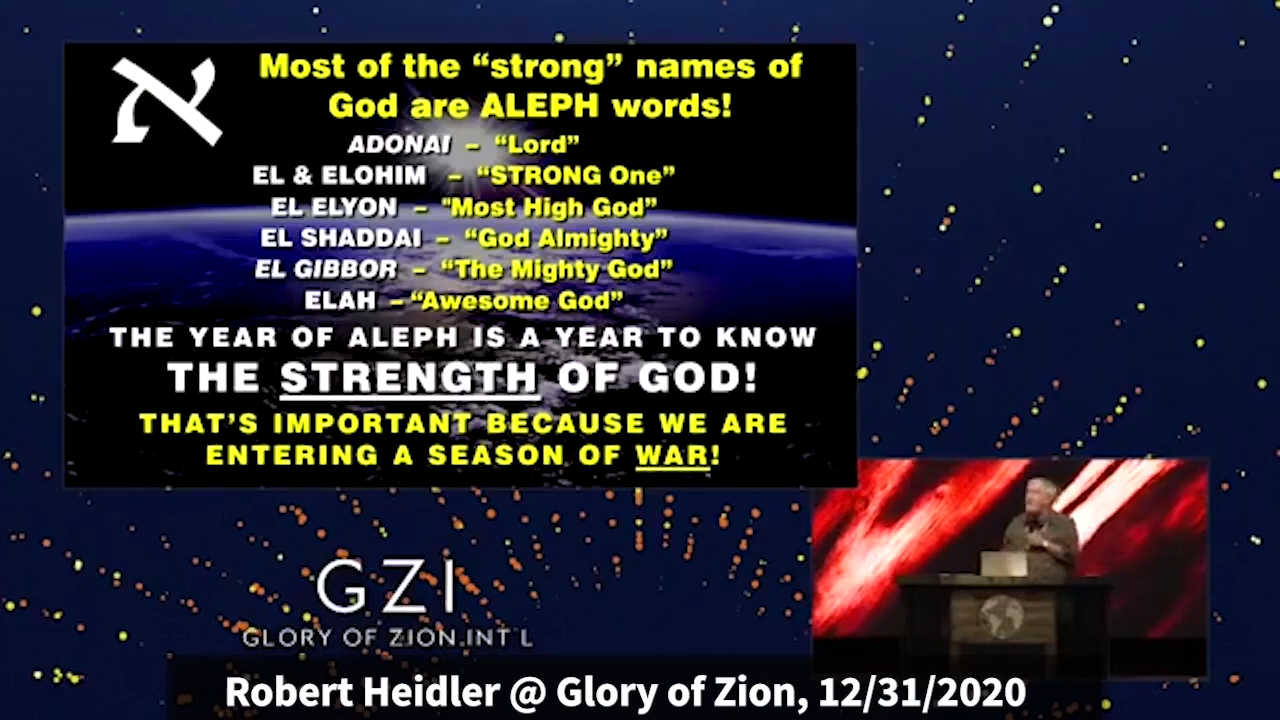 א
Most of the “strong” names of
God are ALEPH words!
ADONAI – “Lord”
EL & ELOHIM – “STRONG One”
EL ELYON – "Most High God”
EL SHADDAI – “God Almighty”
EL GIBBOR – “The Mighty God”
ELAH – “Awesome God”
THE YEAR OF ALEPH IS A YEAR TO KNOW
THE STRENGTH OF GOD!
THAT’S IMPORTANT BECAUSE WE ARE
ENTERING A SEASON OF WAR!
GZI
GLORY OF ZION INT'L
Robert Heidler @ Glory of Zion, 12/31/2020